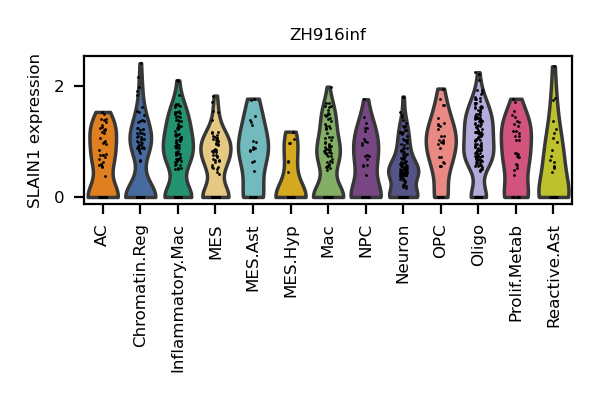 ZH916inf
SLAIN1 expression
2
0
AC
Chromatin.Reg
Inflammatory.Mac
MES
MES.Ast
MES.Hyp
Mac
NPC
Neuron
OPC
Oligo
Prolif.Metab
Reactive.Ast